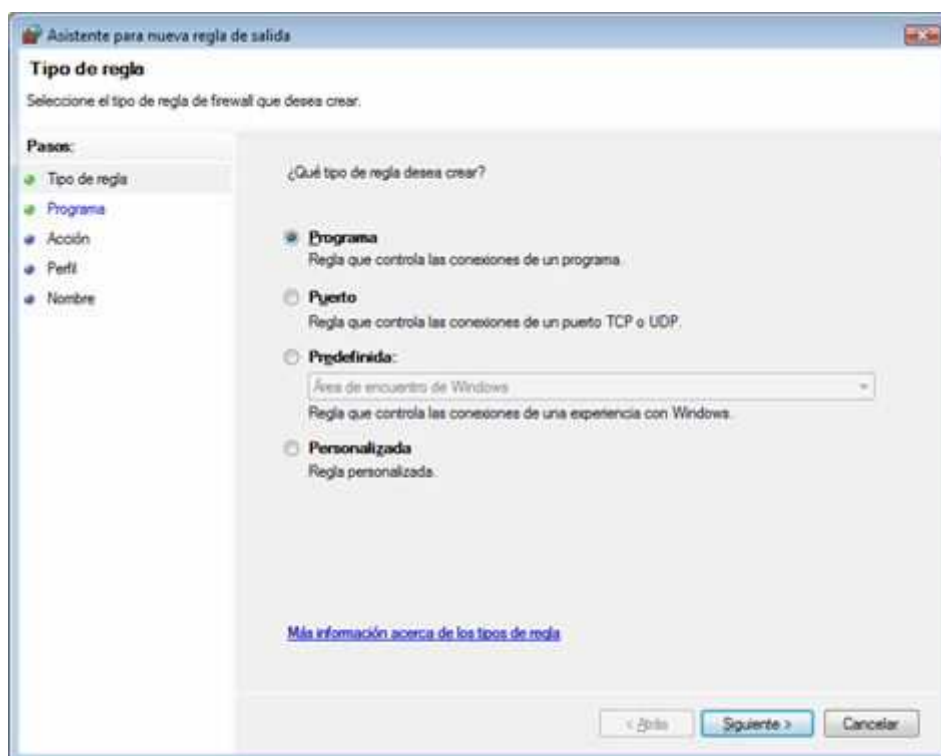 Asistente para nueva regla de salida
Tipo de regla
Seleccione el tipo de regla de firewall que desea crear.
Pasos:
Tipo de regla
Programa
Acción
Perfil
Nombre
¿Qué tipo de regla desea crear?
Programa
Regla que controla las conexiones de un programa.
Puerto
Regla que controla las conexiones de un puerto TCP o UDP.
Predefinida:
Área de encuentro de Windows
Regla que controla las conexiones de una experiencia con Windows.
Personalizada
Regla personalizada.
Más información acerca de los tipos de regla
< Atrás
Siguiente >
Cancelar